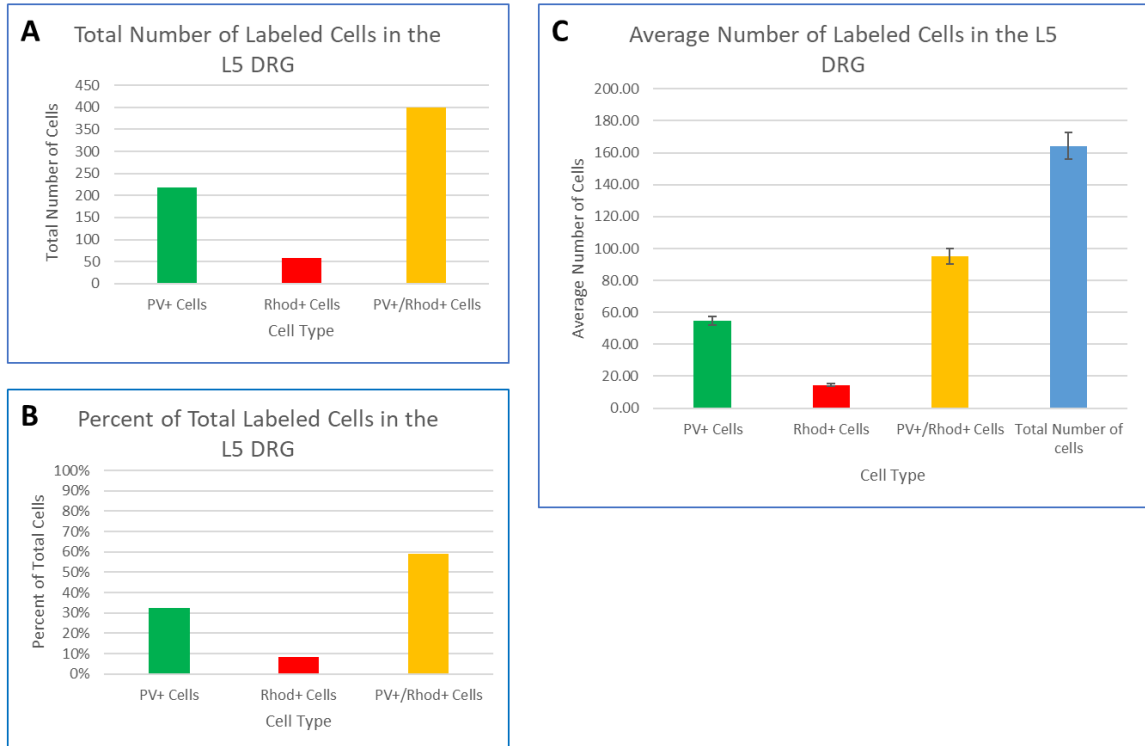 A
Total Number of Labeled Cells in the
L5 DRG
Total Number of Cells
450
400
350
300
250
200
150
100
50
0
PV+ Cells Rhod+ Cells PV+/Rhod+ Cells
Cell Type
B
Percent of Total Labeled Cells in the
L5 DRG
Percent of Total Cells
100%
90%
80%
70%
60%
50%
40%
30%
20%
10%
0%
PV+ Cells Rhod+ Cells PV+/Rhod+ Cells
Cell Type
C
Average Number of Labeled Cells in the L5
DRG
Average Number of Cells
200.00
180.00
160.00
140.00
120.00
100.00
80.00
60.00
40.00
20.00
0.00
PV+ Cells Rhod+ Cells PV+/Rhod+ Cells Total Number of
cells
Cell Type